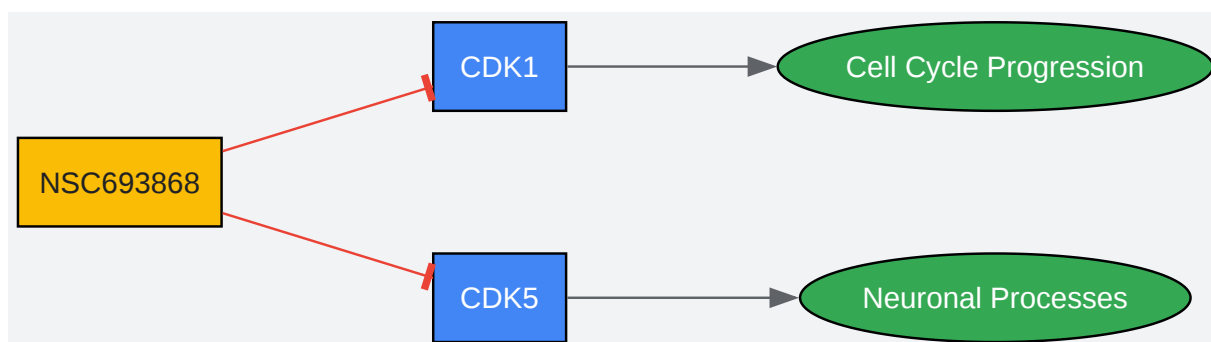 CDK1
Cell Cycle Progression
NSC693868
CDK5
Neuronal Processes